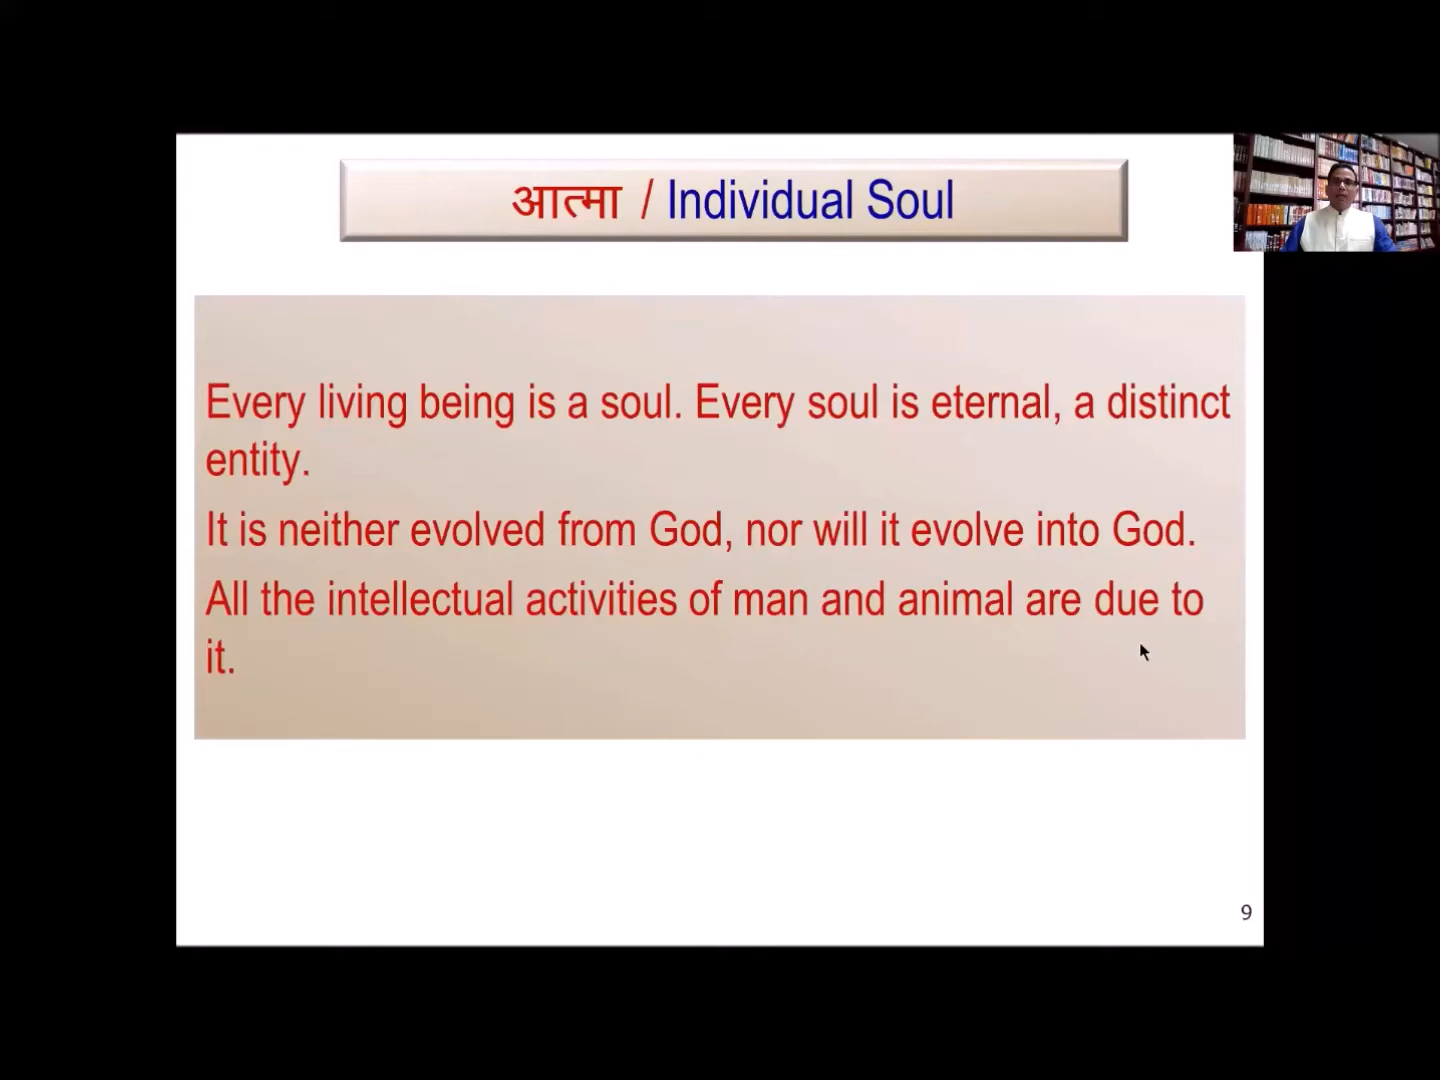 आत्मा / Individual Soul
Every living being is a soul. Every soul is eternal, a distinct
entity.
It is neither evolved from God, nor will it evolve into God.
All the intellectual activities of man and animal are due to
it.
9